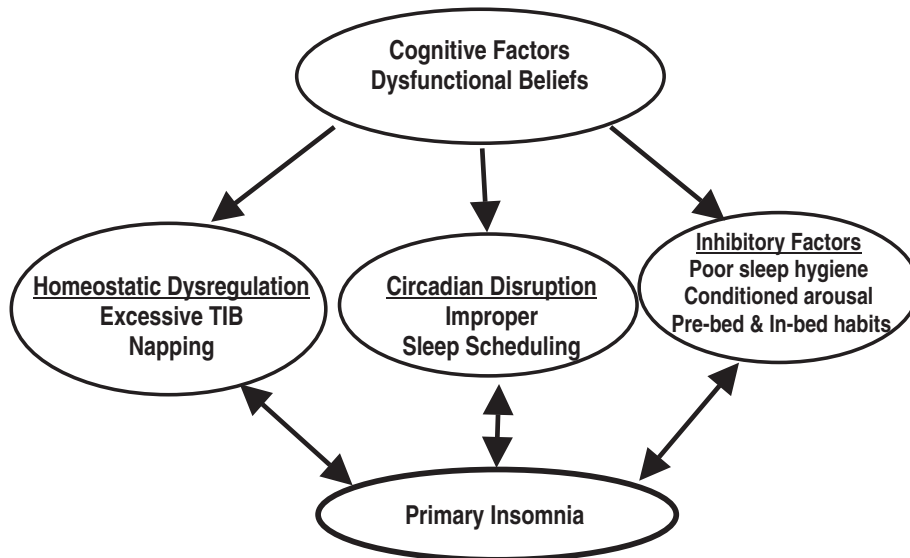 Cognitive Factors
Dysfunctional Beliefs
Homeostatic Dysregulation
Excessive TIB
Napping
Circadian Disruption
Improper
Sleep Scheduling
Inhibitory Factors
Poor sleep hygiene
Conditioned arousal
Pre-bed & In-bed habits
Primary Insomnia